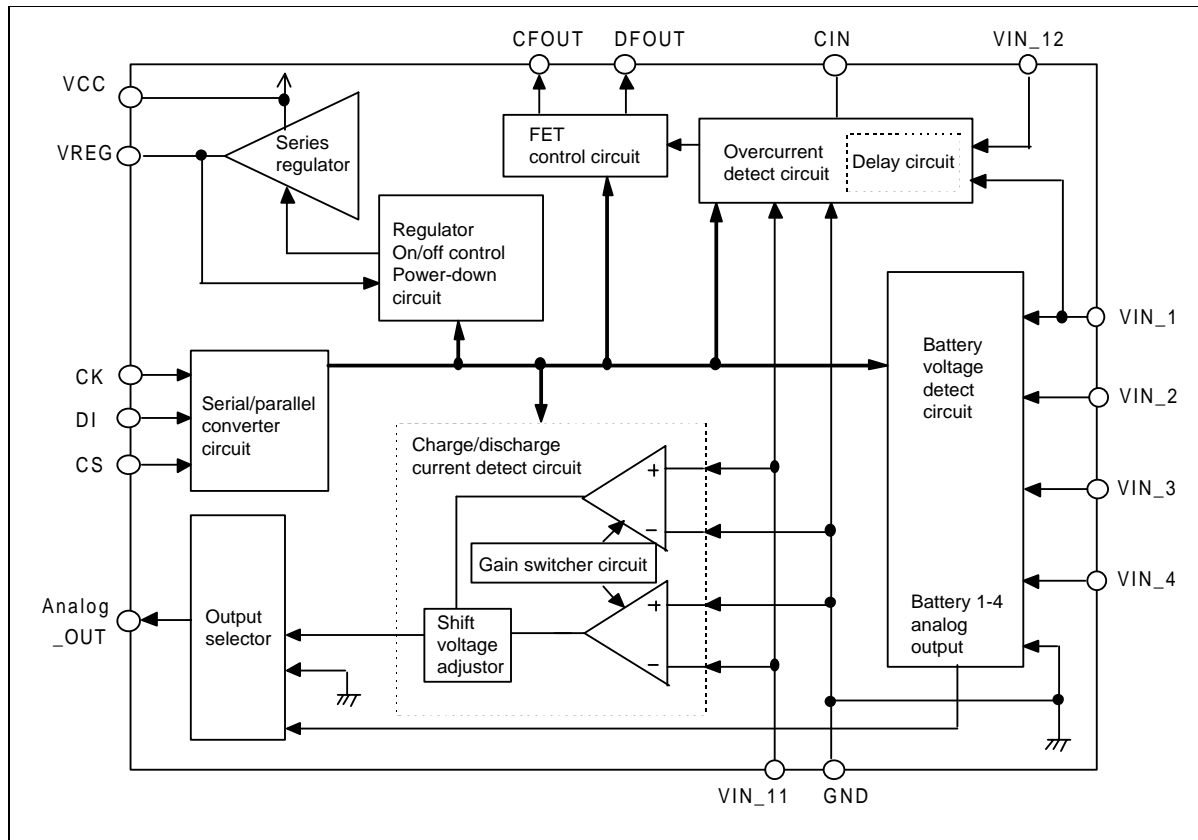 CFOUT
DFOUT
CIN
VIN_12
VCC
VREG
Series
regulator
FET
control circuit
Overcurrent
detect circuit
Delay circuit
Regulator
On/off control
Power-down
circuit
CK
DI
CS
Serial/parallel
converter
circuit
Battery
voltage
detect
circuit
VIN_1
VIN_2
VIN_3
VIN_4
Charge/discharge
current detect circuit
+
−
Gain switcher circuit
+
−
Shift
voltage
adjustor
Analog
_OUT
Output
selector
Battery 1-4
analog
output
VIN_11
GND